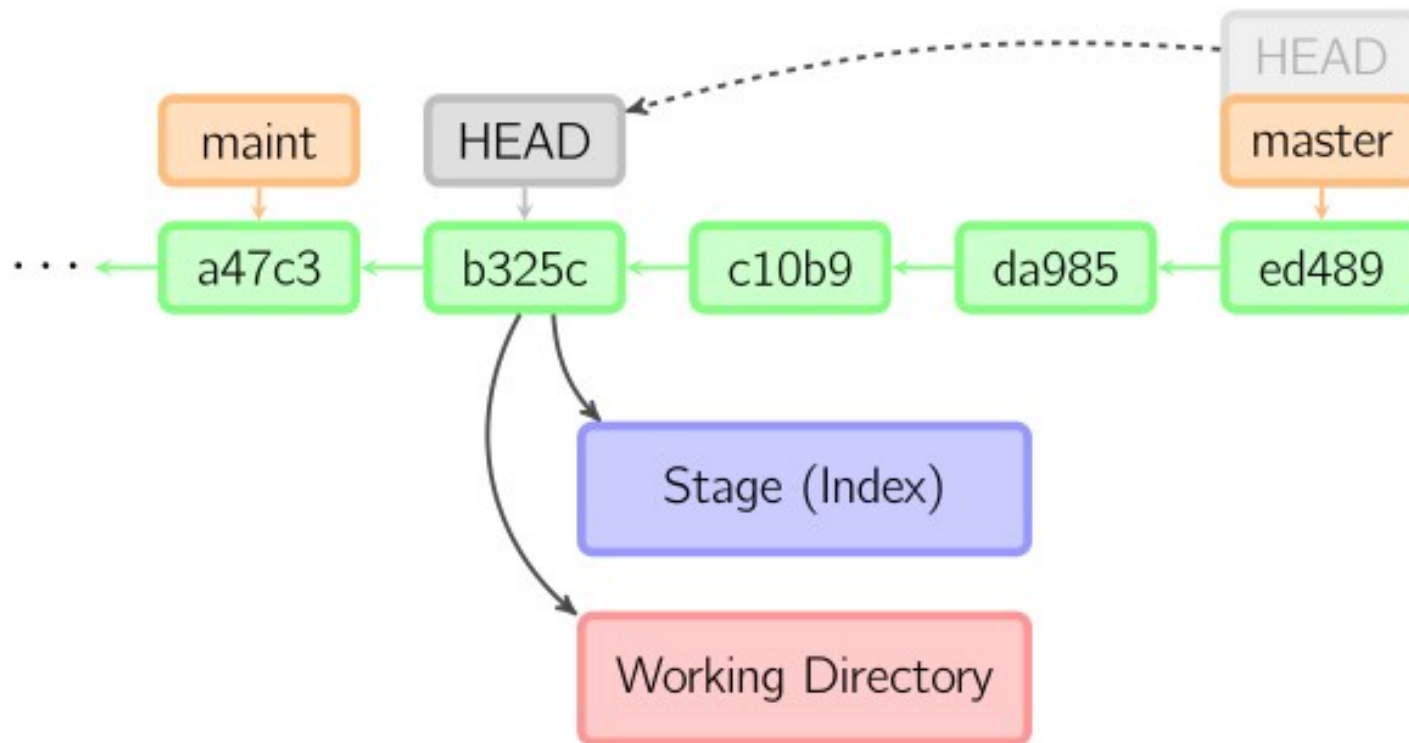 HEAD
maint
HEAD
master
...
a47c3
b325c
c10b9
da985
ed489
Stage (Index)
Working Directory